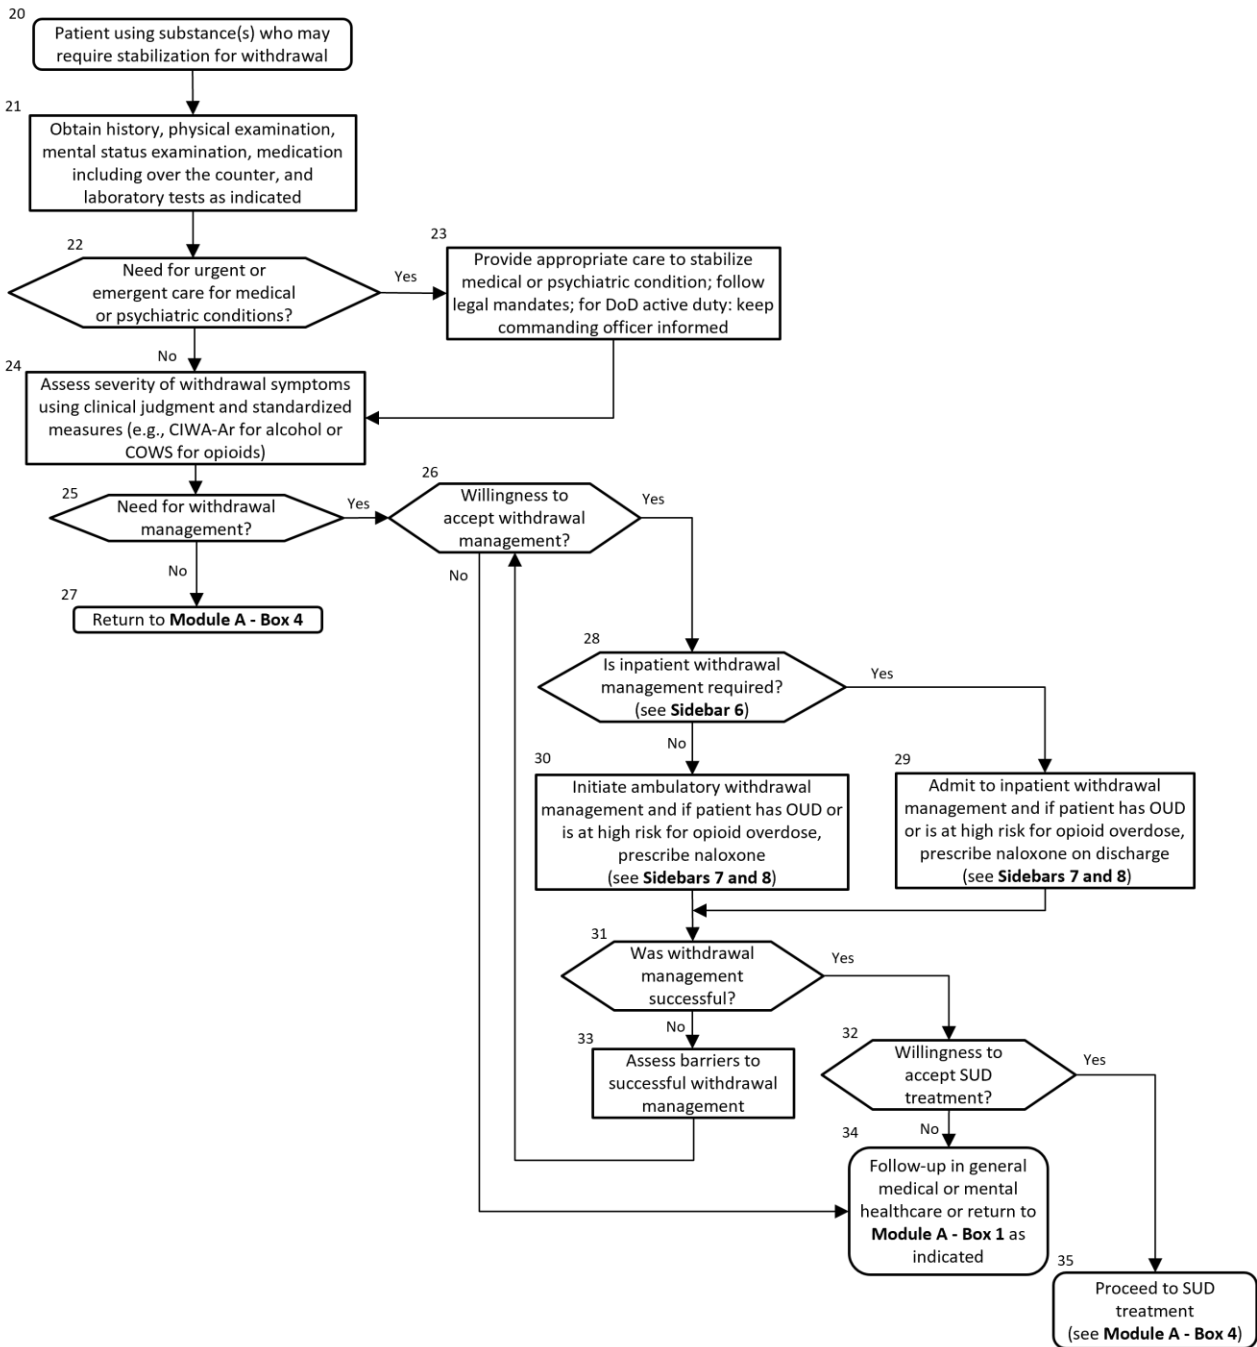 20
Patient using substance(s) who may
require stabilization for withdrawal
21
Obtain history, physical examination,
mental status examination, medication
including over the counter, and
laboratory tests as indicated
22
Need for urgent or
emergent care for medical
or psychiatric conditions?
Yes
23
Provide appropriate care to stabilize
medical or psychiatric condition; follow
legal mandates; for DoD active duty: keep
commanding officer informed
No
24
Assess severity of withdrawal symptoms
using clinical judgment and standardized
measures (e.g., CIWA-Ar for alcohol or
COWS for opioids)
25
Need for withdrawal
management?
Yes
26
Willingness to
accept withdrawal
management?
Yes
No
No
27
Return to Module A - Box 4
28
Is inpatient withdrawal
management required?
(see Sidebar 6)
Yes
No
30
Initiate ambulatory withdrawal
management and if patient has OUD or
is at high risk for opioid overdose,
prescribe naloxone
(see Sidebars 7 and 8)
29
Admit to inpatient withdrawal
management and if patient has OUD
or is at high risk for opioid overdose,
prescribe naloxone on discharge
(see Sidebars 7 and 8)
31
Was withdrawal
management
successful?
Yes
No
33
Assess barriers to
successful withdrawal
management
32
Willingness to
accept SUD
treatment?
Yes
No
34
Follow-up in general
medical or mental
healthcare or return to
Module A - Box 1 as
indicated
35
Proceed to SUD
treatment
(see Module A - Box 4)